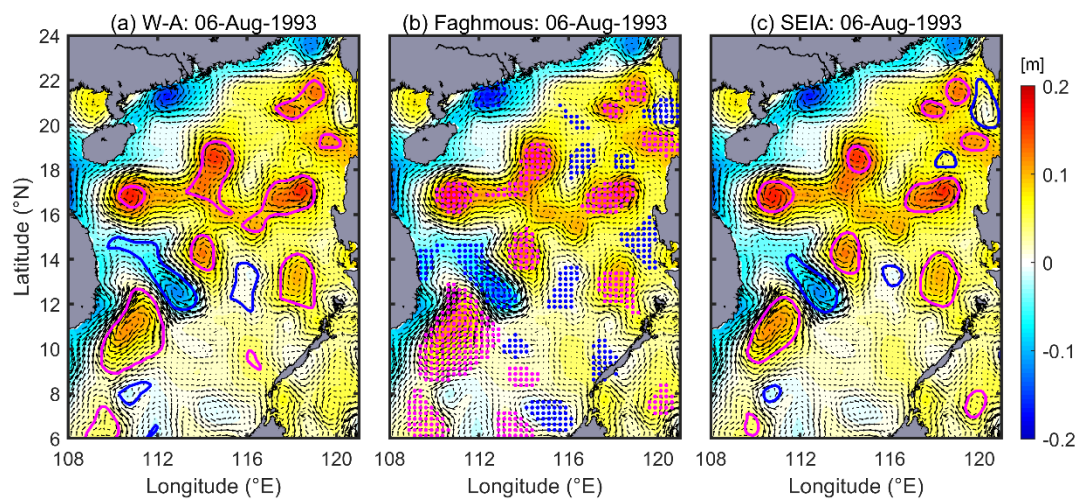 (a) W-A: 06-Aug-1993
(b) Faghmous: 06-Aug-1993
(c) SEIA: 06-Aug-1993
[m]
24
22
20
18
16
14
12
10
8
6
Latitude (°N)
108 112 116 120
108 112 116 120
108 112 116 120
Longitude (°E)
Longitude (°E)
Longitude (°E)
0.2
0.1
0
-0.1
-0.2